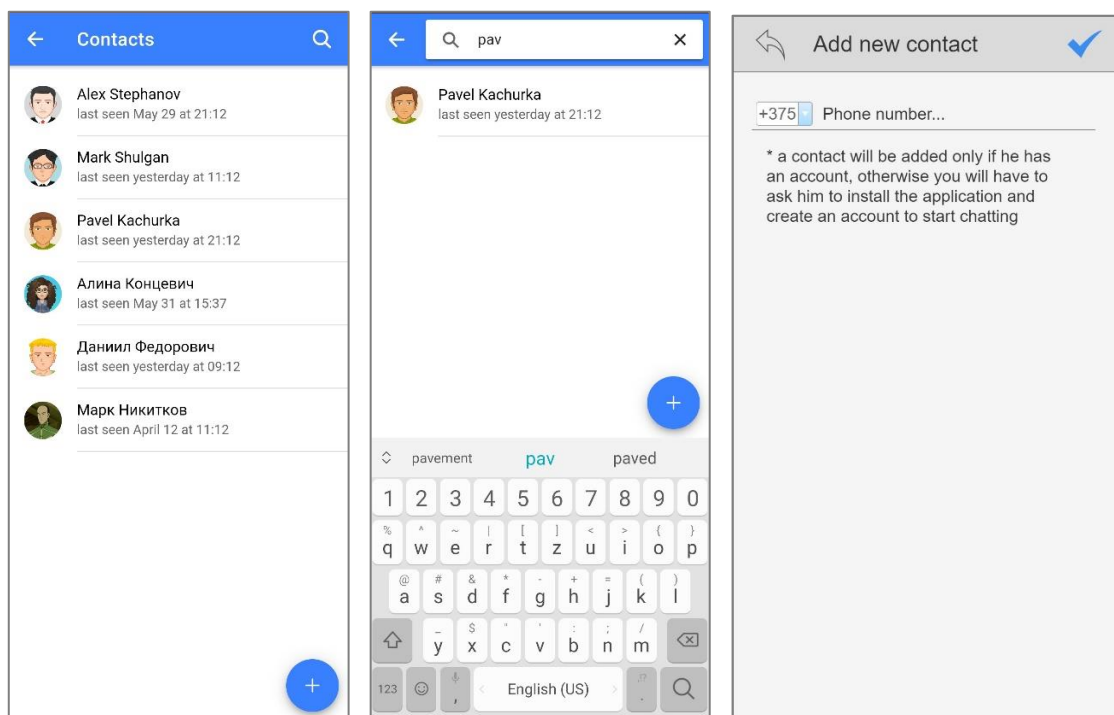 Contacts
Alex Stephanov
last seen May 29 at 21:12
Mark Shulgan
last seen yesterday at 11:12
Pavel Kachurka
last seen yesterday at 21:12
Алина Концевич
last seen May 31 at 15:37
Даниил Федорович
last seen yesterday at 09:12
Марк Никитков
last seen April 12 at 11:12
+
pav
Pavel Kachurka
last seen yesterday at 21:12
+
pavement pav paved
1 2 3 4 5 6 7 8 9 0
% ^ ~ | [ ] < > { }
q w e r t z u i o p
@ # & * - + = ( )
a s d f g h j k l
_ $ " ' : ; /
y x c v b n m
123 , English (US) .
Add new contact
+375 Phone number...
* a contact will be added only if he has
an account, otherwise you will have to
ask him to install the application and
create an account to start chatting